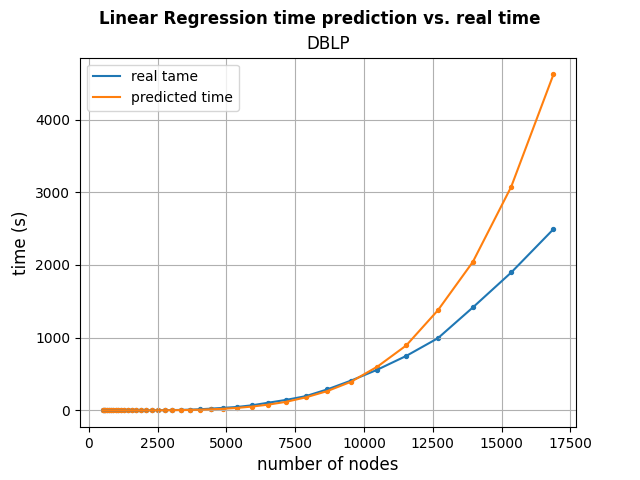 Linear Regression time prediction vs. real time
DBLP
real tame
predicted time
time (s)
4000
3000
2000
1000
0
0 2500 5000 7500 10000 12500 15000 17500
number of nodes